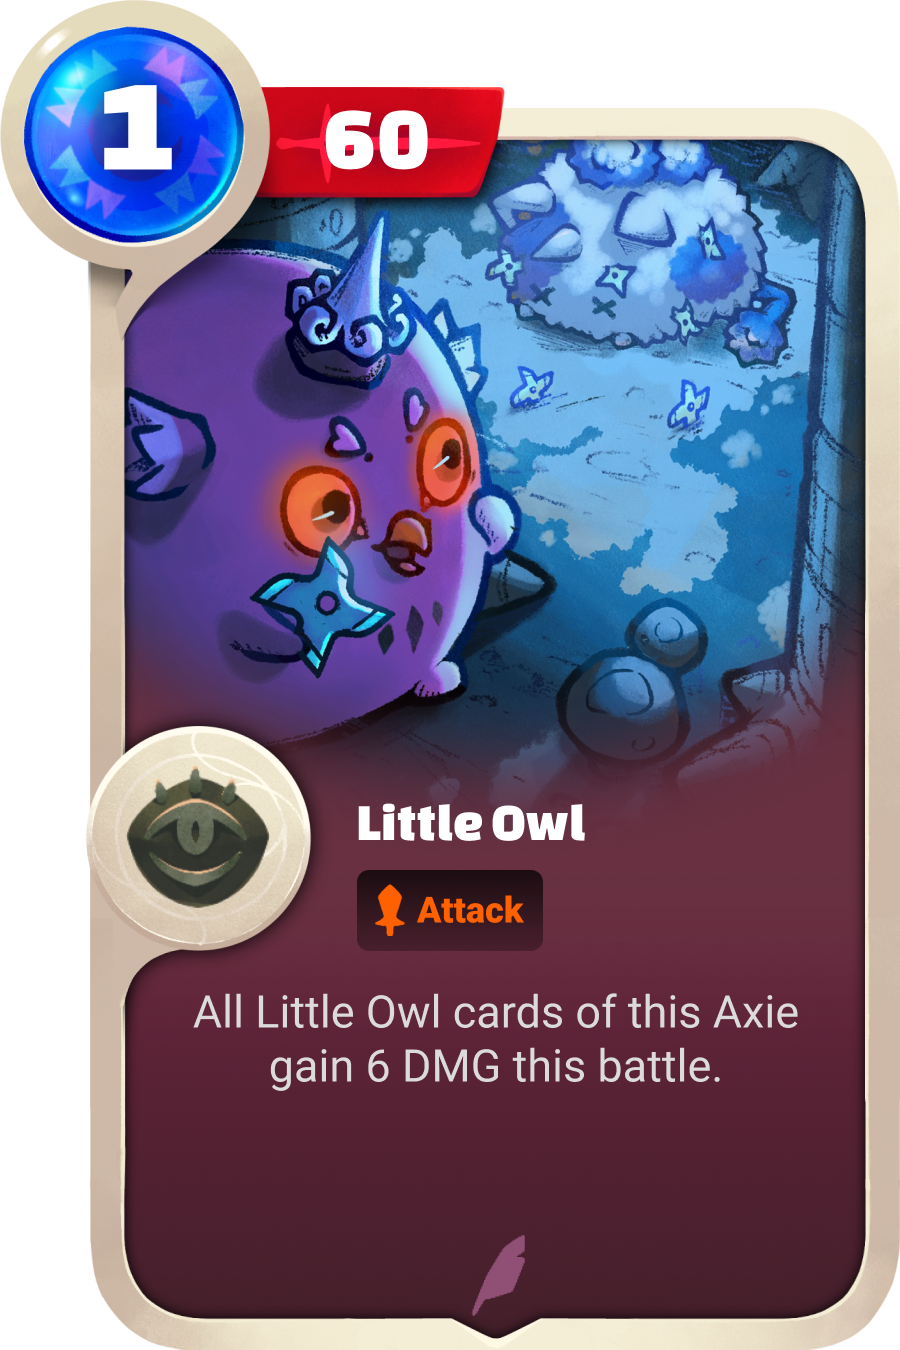 1
60
Little Owl
Attack
All Little Owl cards of this Axie
gain 6 DMG this battle.